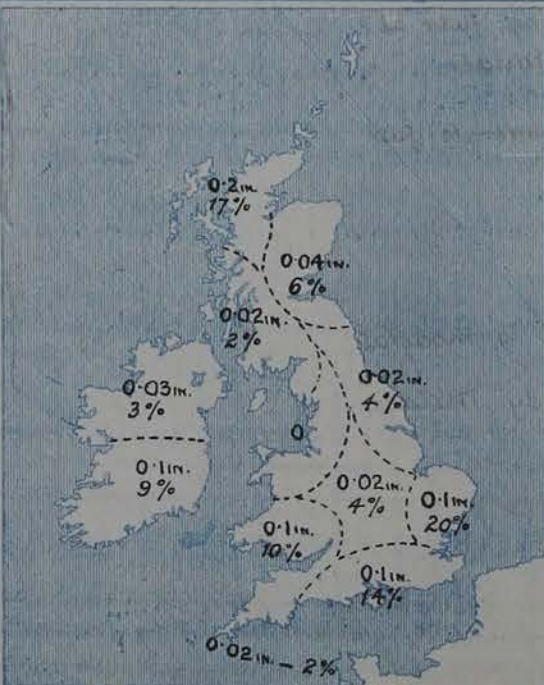 0·2 IN.
17%
0·04 IN.
6%
0·02 IN.
2%
0·02 IN.
4%
0·03 IN.
3%
0
0·1 IN.
9%
0·02 IN.
4%
0·1 IN.
20%
0·1 IN.
10%
0·1 IN.
14%
0·02 IN. — 2%